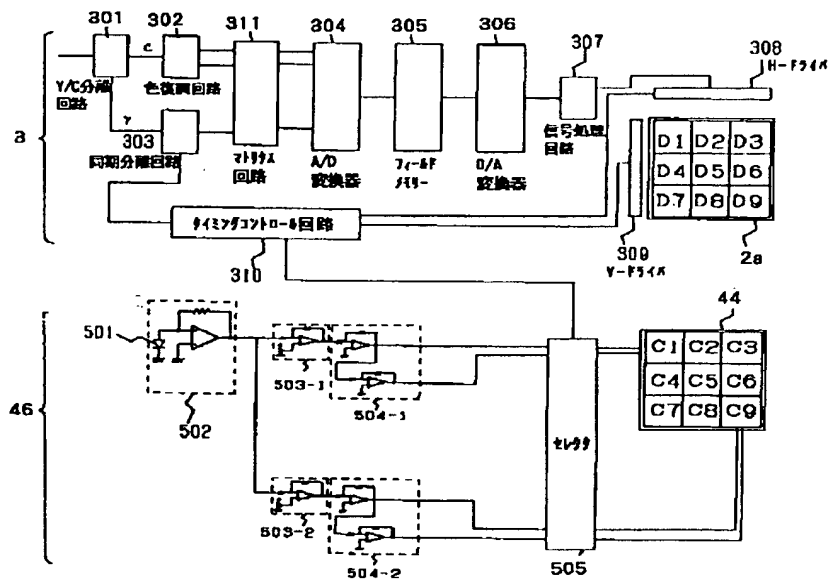 301
302
311
304
305
306
307
308
Hードライバ
C
Y/C分離
回路
色復調回路
Y
303
同期分離回路
マトリクス
回路
A/D
変換器
フィールド
メモリー
D/A
変換器
信号処理
回路
3
D1 D2 D3
D4 D5 D6
D7 D8 D9
2a
309
Vードライバ
タイミングコントロール回路
310
501
502
503-1
504-1
46
44
C1 C2 C3
C4 C5 C6
C7 C8 C9
セレクタ
503-2
504-2
505